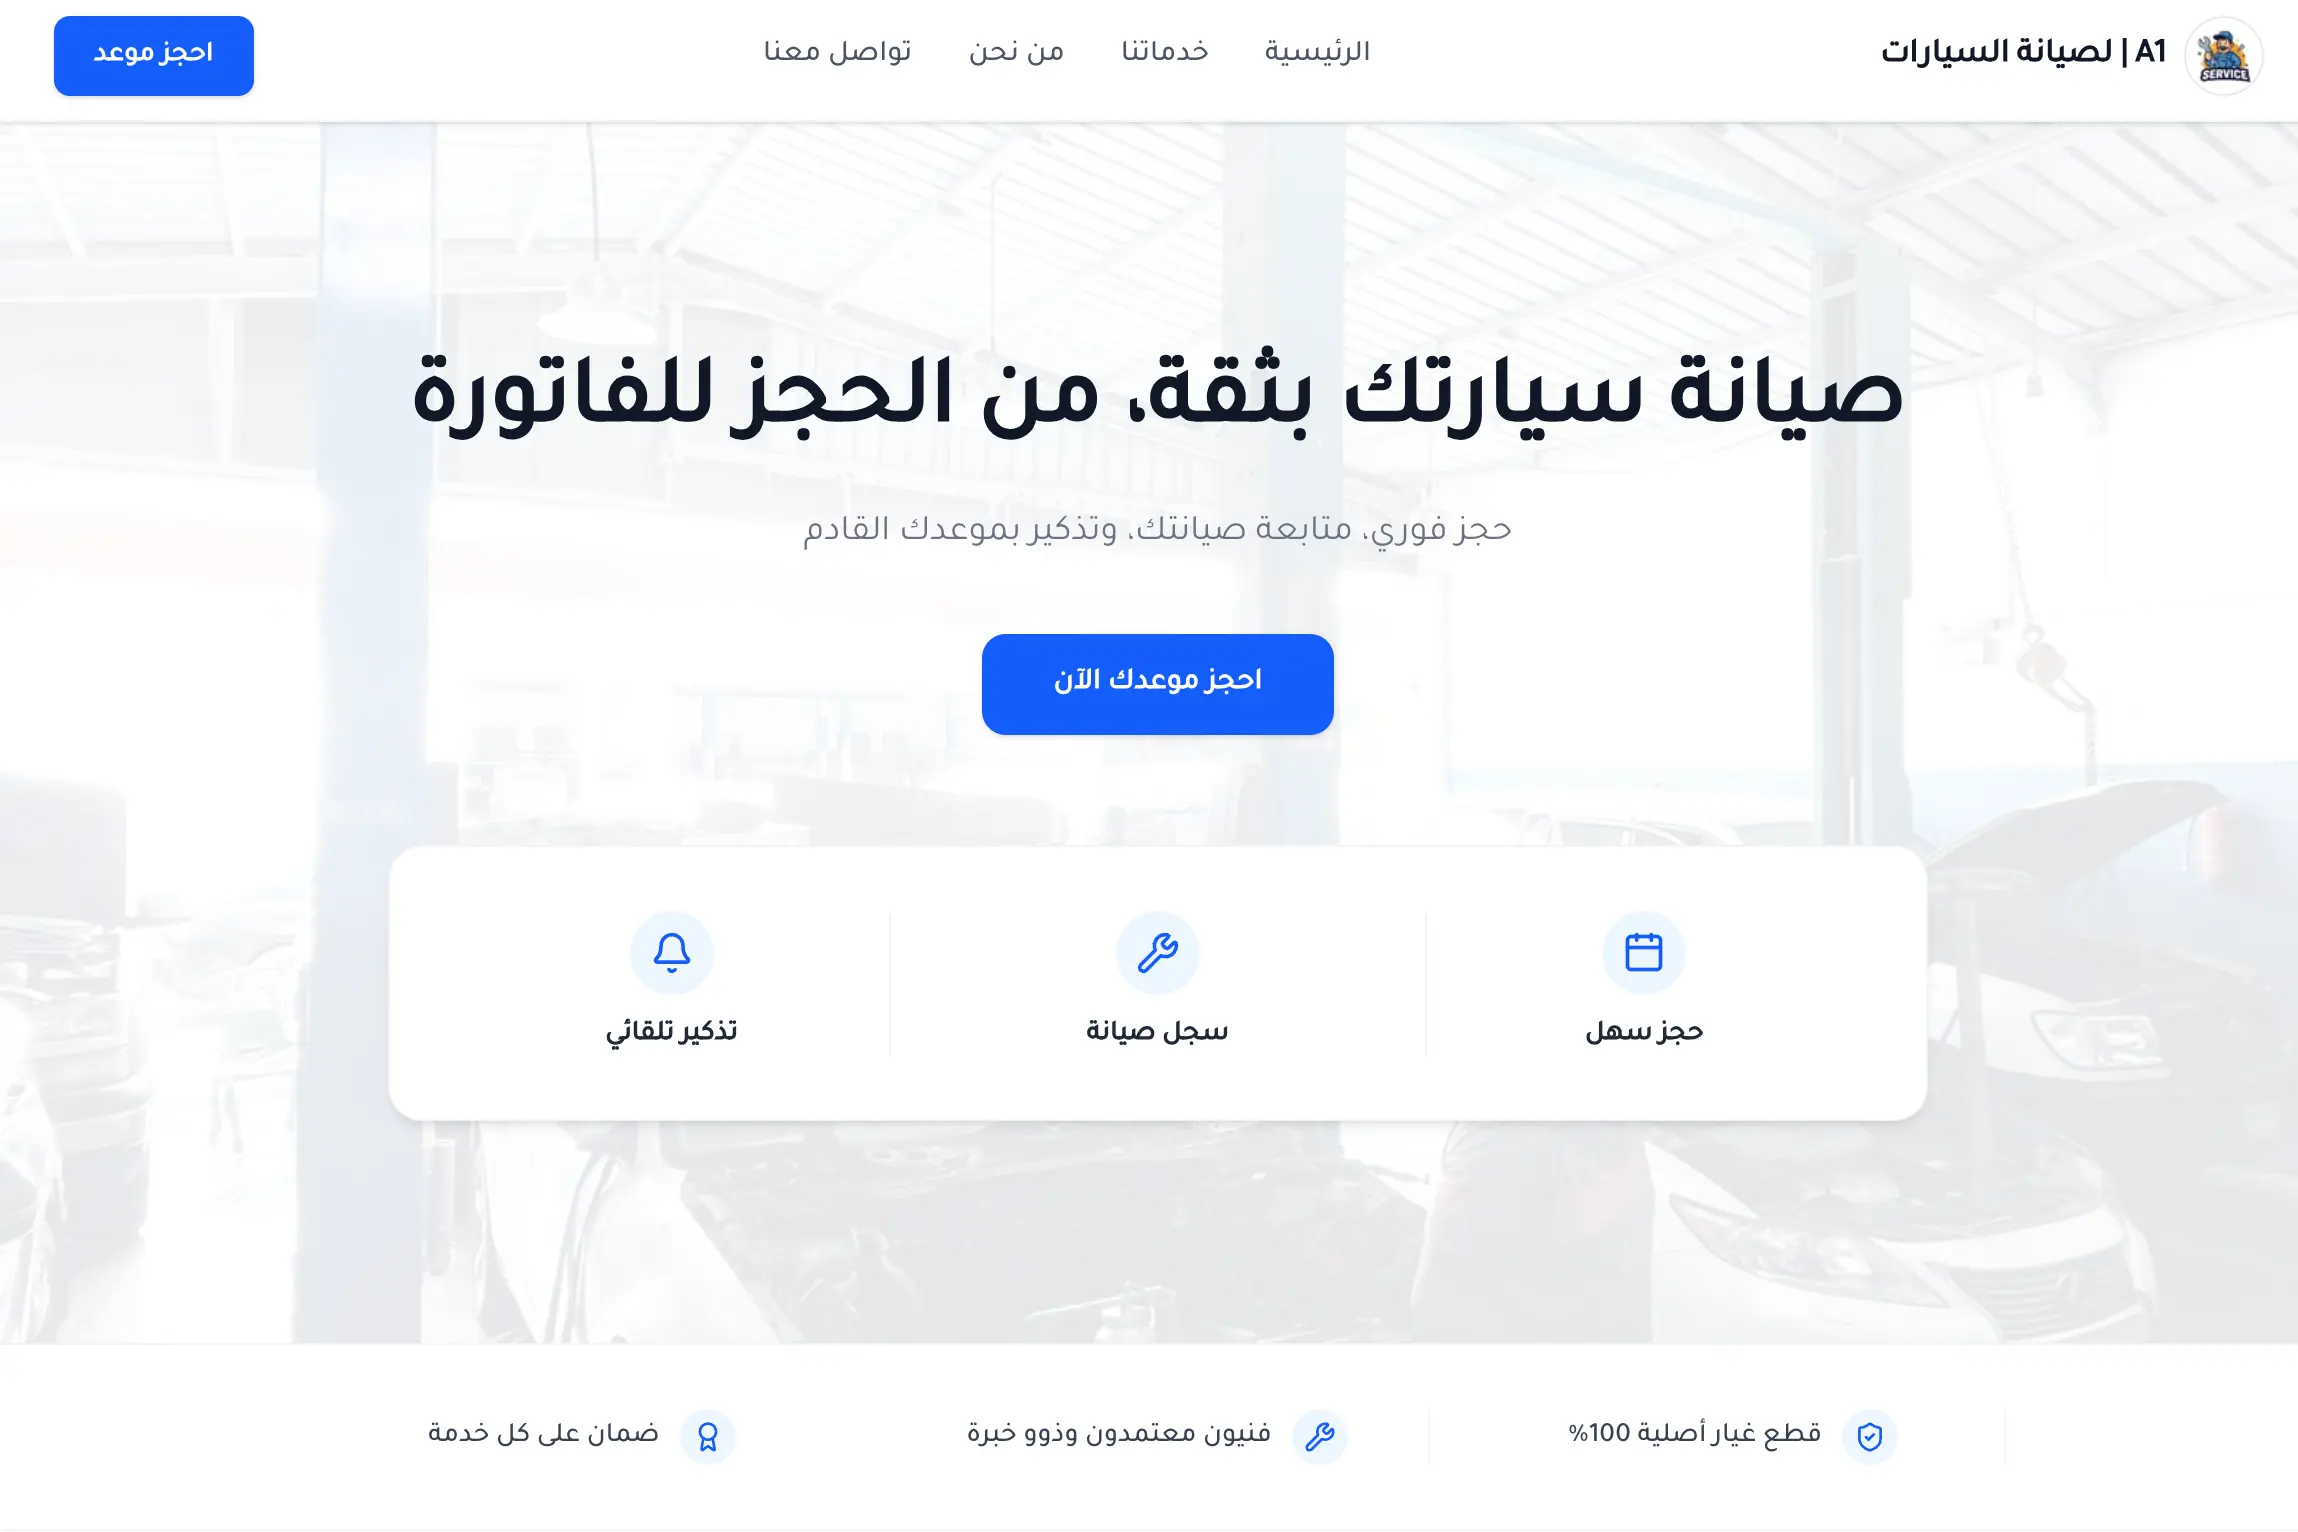 SERVICE
A1 | لصيانة السيارات
الرئيسية
خدماتنا
من نحن
تواصل معنا
احجز موعد
صيانة سيارتك بثقة، من الحجز للفاتورة
حجز فوري، متابعة صيانتك، وتذكير بموعدك القادم
احجز موعدك الآن
حجز سهل
سجل صيانة
تذكير تلقائي
قطع غيار أصلية 100%
فنيون معتمدون وذوو خبرة
ضمان على كل خدمة